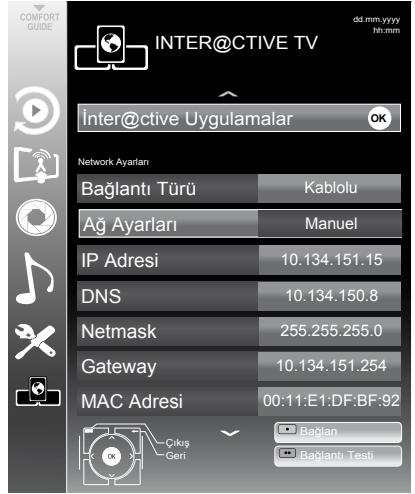 COMFORT
GUIDE
INTER@CTIVE TV
dd.mm.yyyy
hh:mm
İnter@ctive Uygulamalar OK
Network Ayarları
Bağlantı Türü Kablolu
Ağ Ayarları Manuel
IP Adresi 10.134.151.15
DNS 10.134.150.8
Netmask 255.255.255.0
Gateway 10.134.151.254
MAC Adresi 00:11:E1:DF:BF:92
OK
Çıkış
Geri
Bağlan
Bağlantı Testi